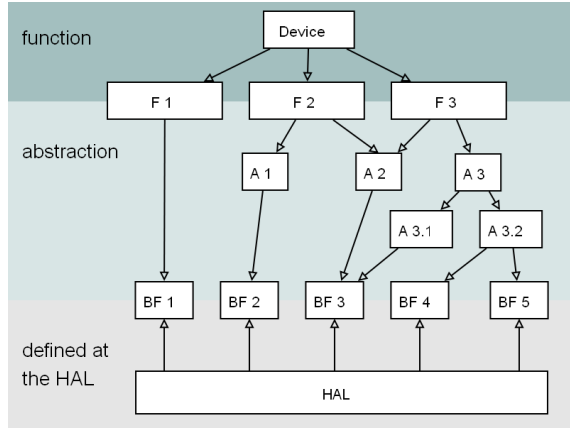 function
Device
F 1
F 2
F 3
abstraction
A 1
A 2
A 3
A 3.1
A 3.2
BF 1
BF 2
BF 3
BF 4
BF 5
defined at
the HAL
HAL